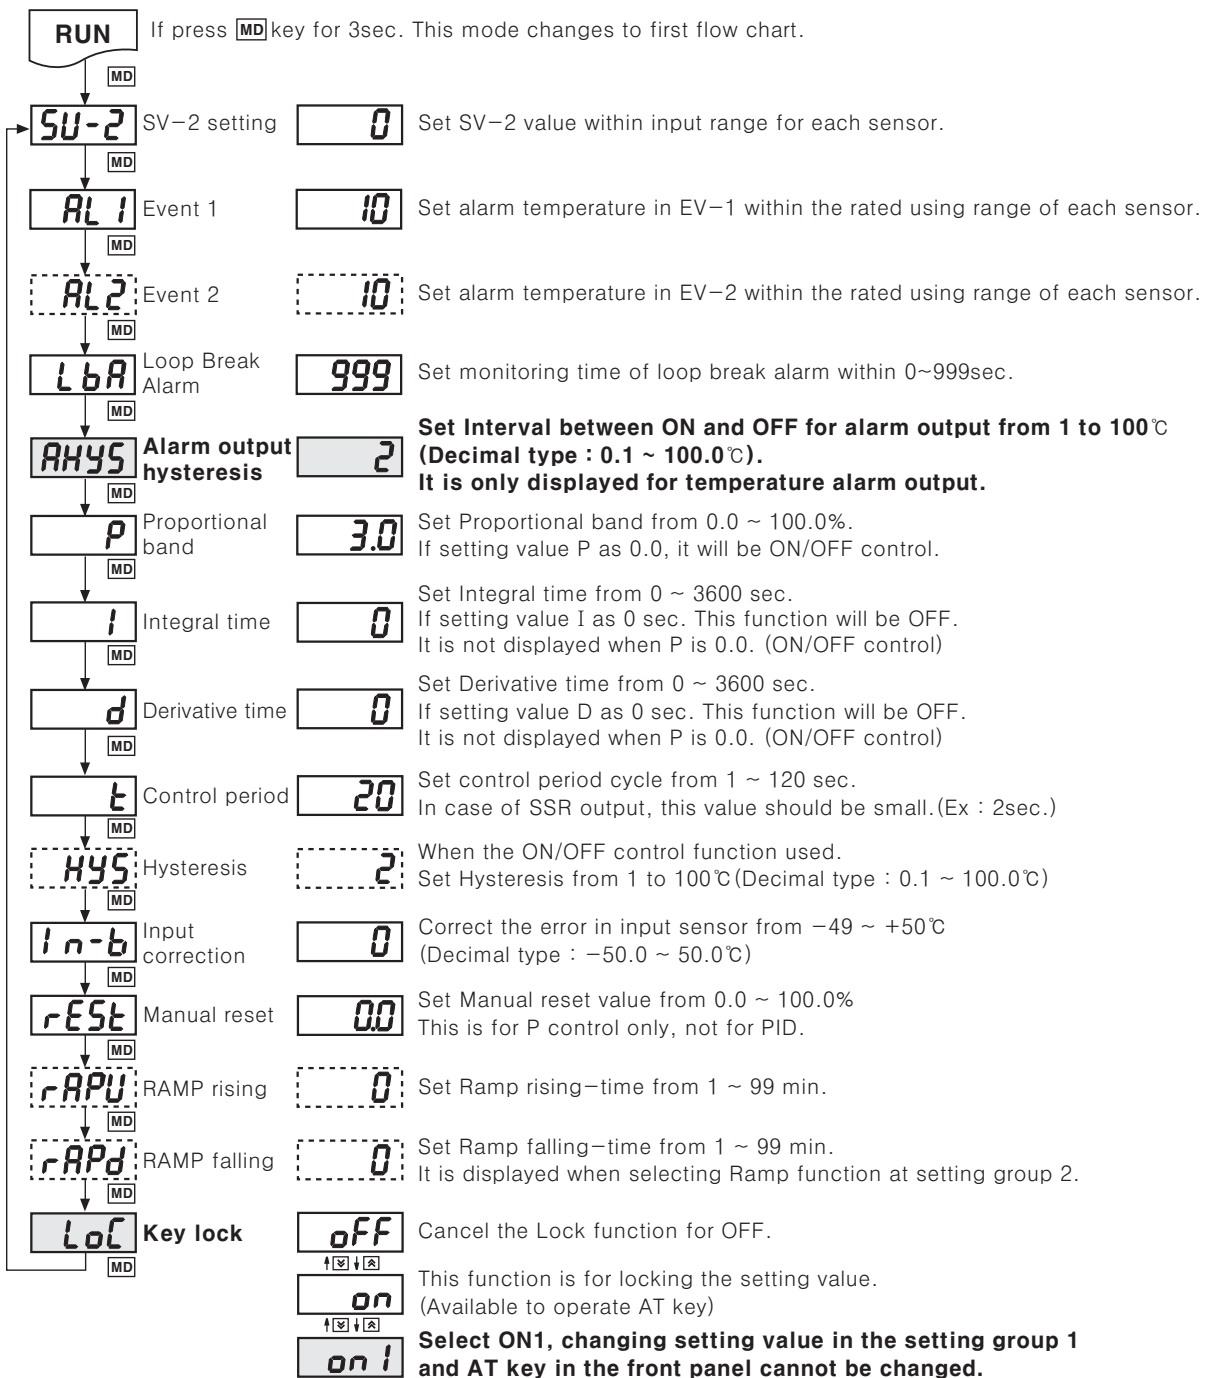 RUN If press MD key for 3sec. This mode changes to first flow chart.
MD
SV-2 SV-2 setting 0 Set SV-2 value within input range for each sensor.
MD
AL1 Event 1 10 Set alarm temperature in EV-1 within the rated using range of each sensor.
MD
AL2 Event 2 10 Set alarm temperature in EV-2 within the rated using range of each sensor.
MD
LbA Loop Break
Alarm 999 Set monitoring time of loop break alarm within 0~999sec.
MD
AHYS Alarm output
hysteresis 2 Set Interval between ON and OFF for alarm output from 1 to 100℃
(Decimal type : 0.1 ~ 100.0℃).
It is only displayed for temperature alarm output.
MD
P Proportional
band 3.0 Set Proportional band from 0.0 ~ 100.0%.
If setting value P as 0.0, it will be ON/OFF control.
MD
I Integral time 0 Set Integral time from 0 ~ 3600 sec.
If setting value I as 0 sec. This function will be OFF.
It is not displayed when P is 0.0. (ON/OFF control)
MD
d Derivative time 0 Set Derivative time from 0 ~ 3600 sec.
If setting value D as 0 sec. This function will be OFF.
It is not displayed when P is 0.0. (ON/OFF control)
MD
t Control period 20 Set control period cycle from 1 ~ 120 sec.
In case of SSR output, this value should be small.(Ex : 2sec.)
MD
HYS Hysteresis 2 When the ON/OFF control function used.
Set Hysteresis from 1 to 100℃(Decimal type : 0.1 ~ 100.0℃)
MD
In-b Input
correction 0 Correct the error in input sensor from -49 ~ +50℃
(Decimal type : -50.0 ~ 50.0℃)
MD
rESt Manual reset 0.0 Set Manual reset value from 0.0 ~ 100.0%
This is for P control only, not for PID.
MD
rAPU RAMP rising 0 Set Ramp rising-time from 1 ~ 99 min.
MD
rAPd RAMP falling 0 Set Ramp falling-time from 1 ~ 99 min.
It is displayed when selecting Ramp function at setting group 2.
MD
LoC Key lock oFF Cancel the Lock function for OFF.
MD
on This function is for locking the setting value.
(Available to operate AT key)
on1 Select ON1, changing setting value in the setting group 1
and AT key in the front panel cannot be changed.